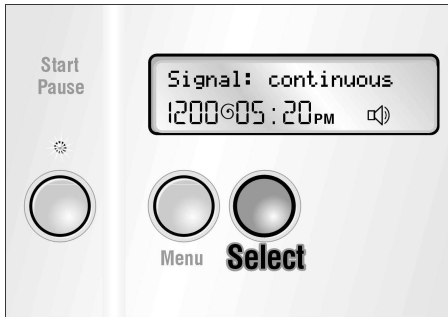 Start
Pause
Signal: continuous
1200 05:20PM
Menu
Select